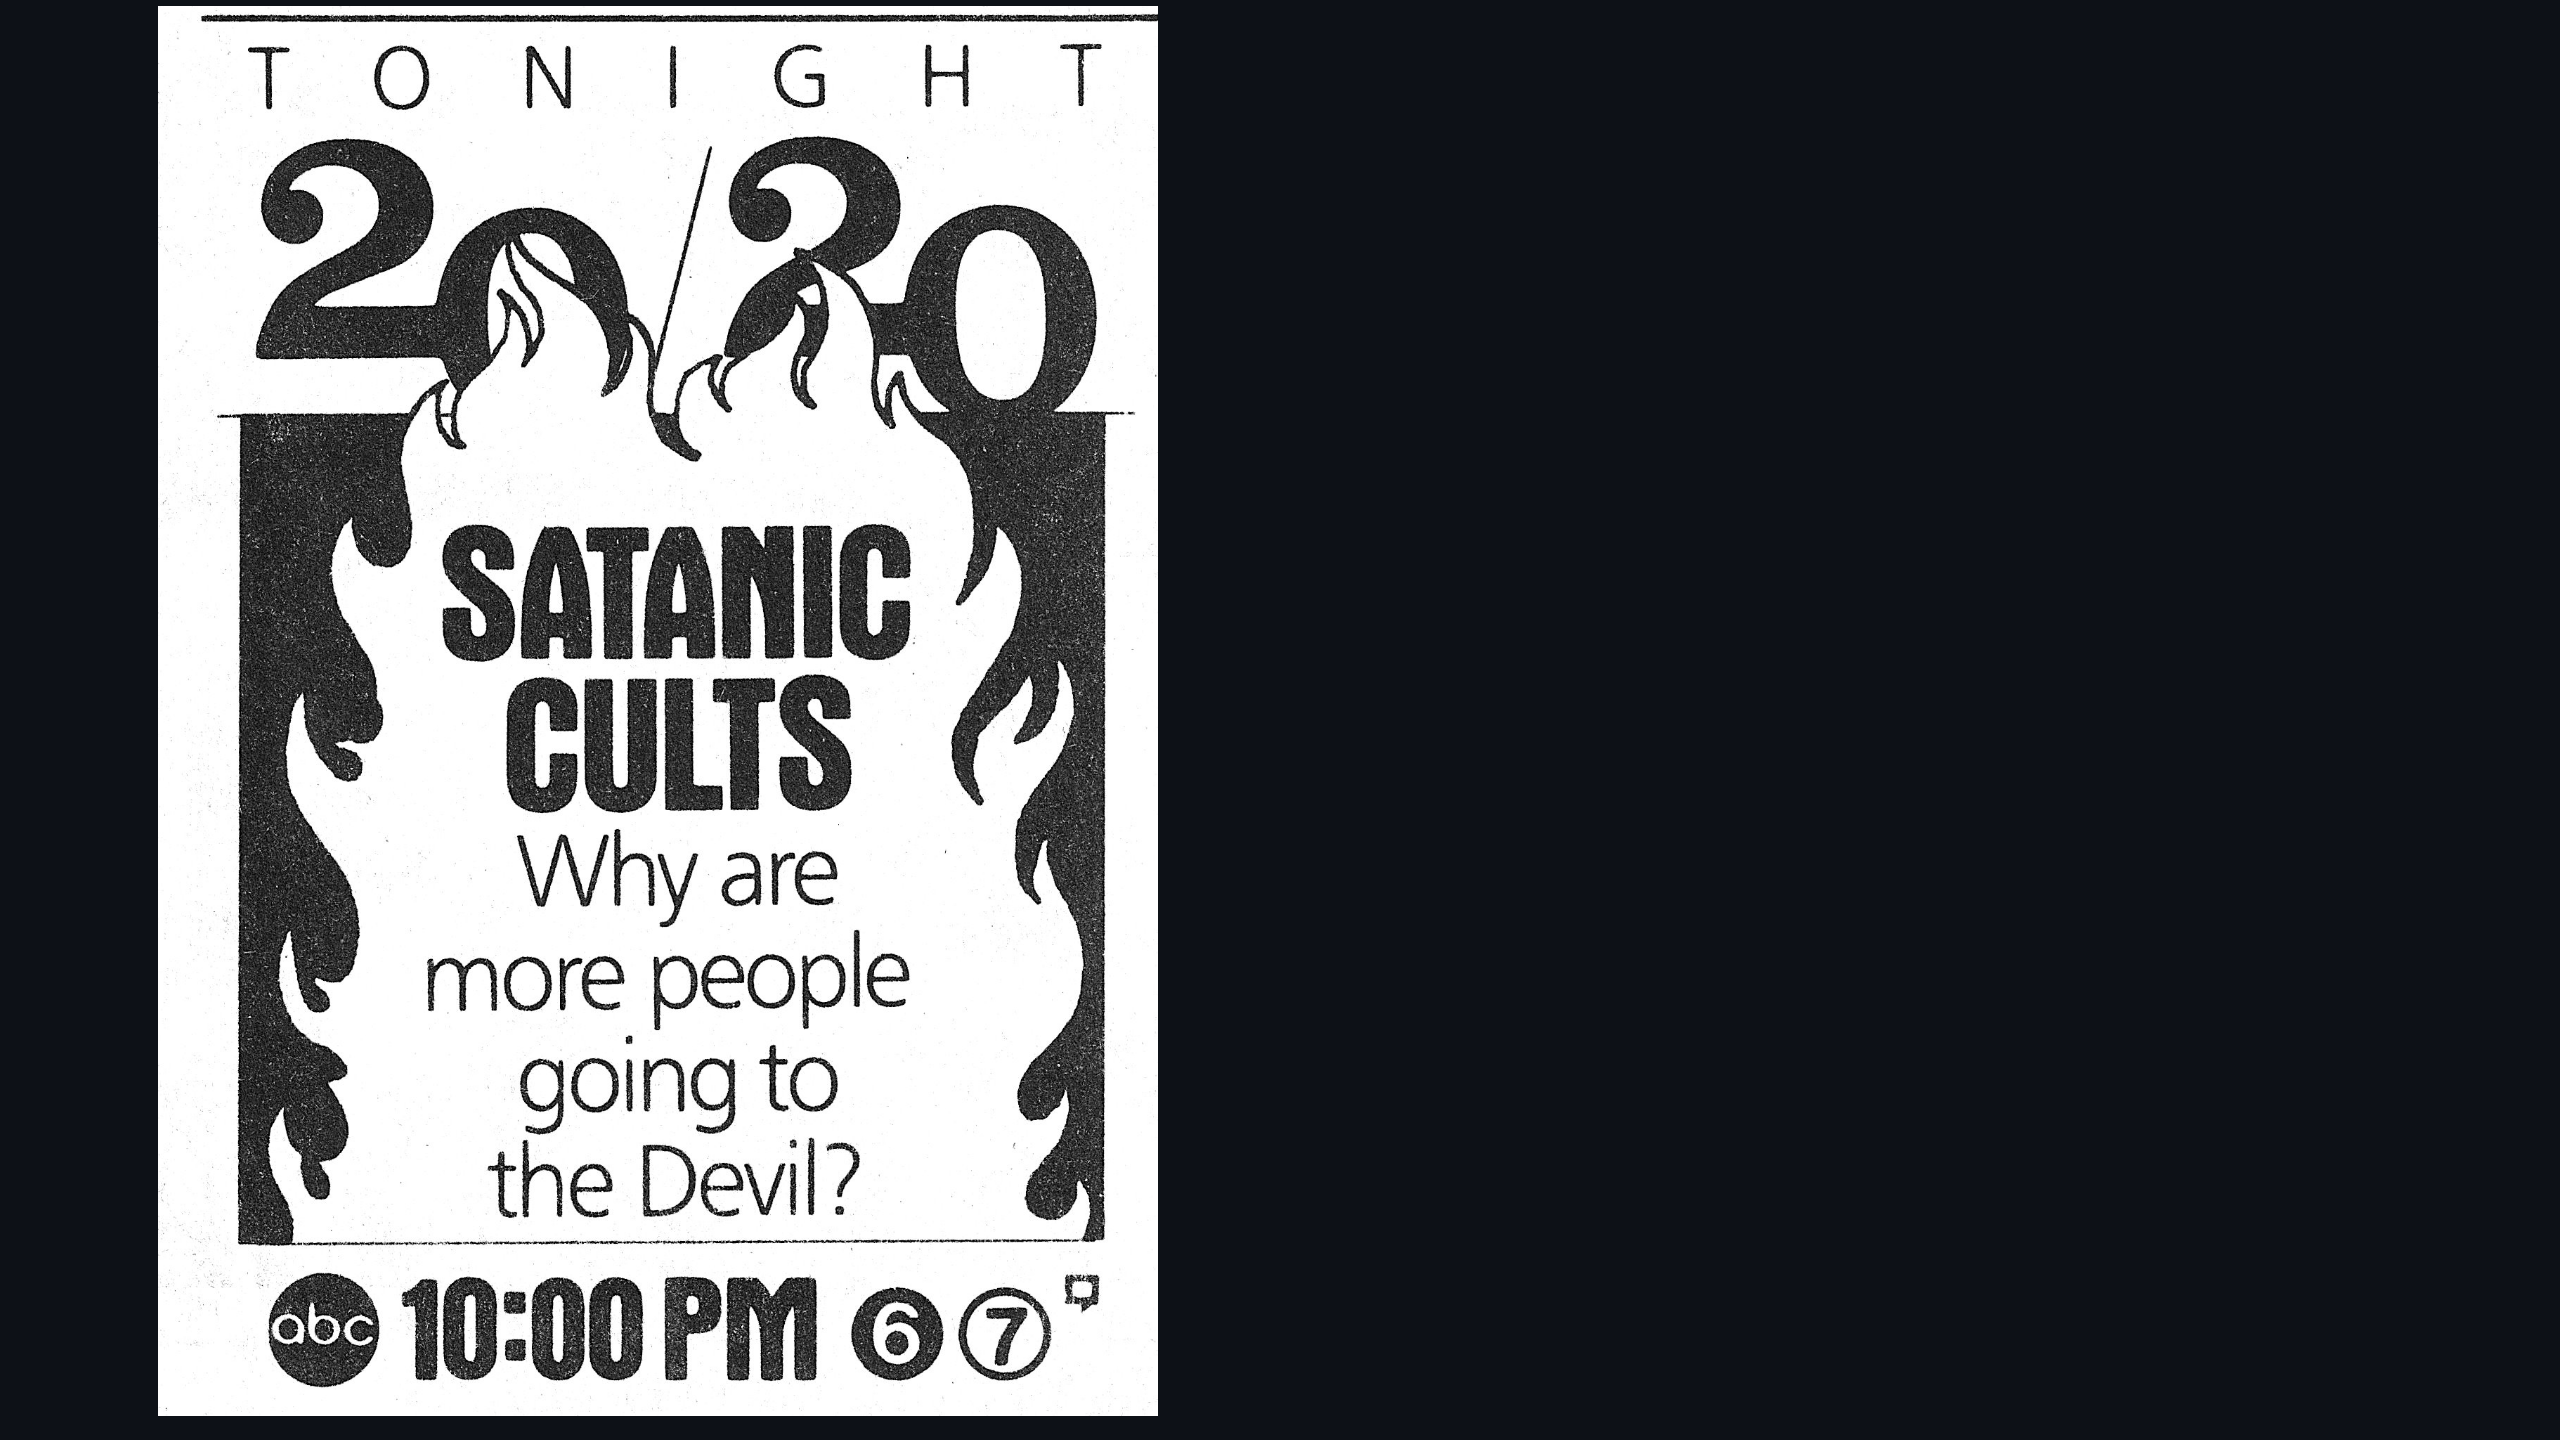 TONIGHT
20/20
SATANIC
CULTS
Why are
more people
going to
the Devil?
abc 10:00 PM 6 7